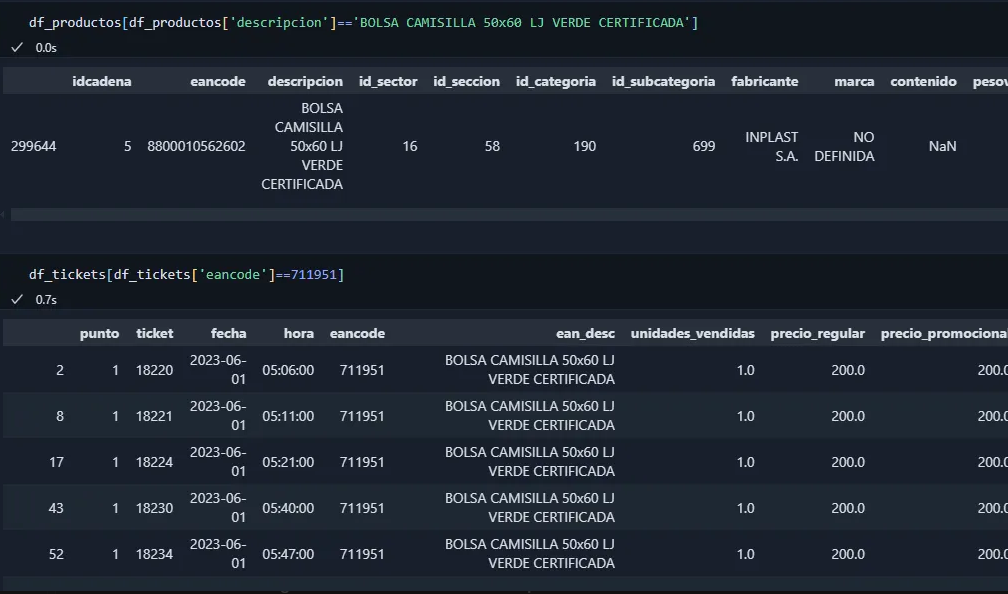 df_productos[df_productos['descripcion']=='BOLSA CAMISILLA 50x60 LJ VERDE CERTIFICADA']
0.0s
idcadena eancode descripcion id_sector id_seccion id_categoria id_subcategoria fabricante marca contenido pesov
BOLSA
CAMISILLA
299644 5 8800010562602 50x60 LJ 16 58 190 699 INPLAST NO NaN
VERDE S.A. DEFINIDA
CERTIFICADA
df_tickets[df_tickets['eancode']==711951]
0.7s
punto ticket fecha hora eancode ean_desc unidades_vendidas precio_regular precio_promocional
2 1 18220 2023-06- 05:06:00 711951 BOLSA CAMISILLA 50x60 LJ 1.0 200.0 200.0
01 VERDE CERTIFICADA
8 1 18221 2023-06- 05:11:00 711951 BOLSA CAMISILLA 50x60 LJ 1.0 200.0 200.0
01 VERDE CERTIFICADA
17 1 18224 2023-06- 05:21:00 711951 BOLSA CAMISILLA 50x60 LJ 1.0 200.0 200.0
01 VERDE CERTIFICADA
43 1 18230 2023-06- 05:40:00 711951 BOLSA CAMISILLA 50x60 LJ 1.0 200.0 200.0
01 VERDE CERTIFICADA
52 1 18234 2023-06- 05:47:00 711951 BOLSA CAMISILLA 50x60 LJ 1.0 200.0 200.0
01 VERDE CERTIFICADA